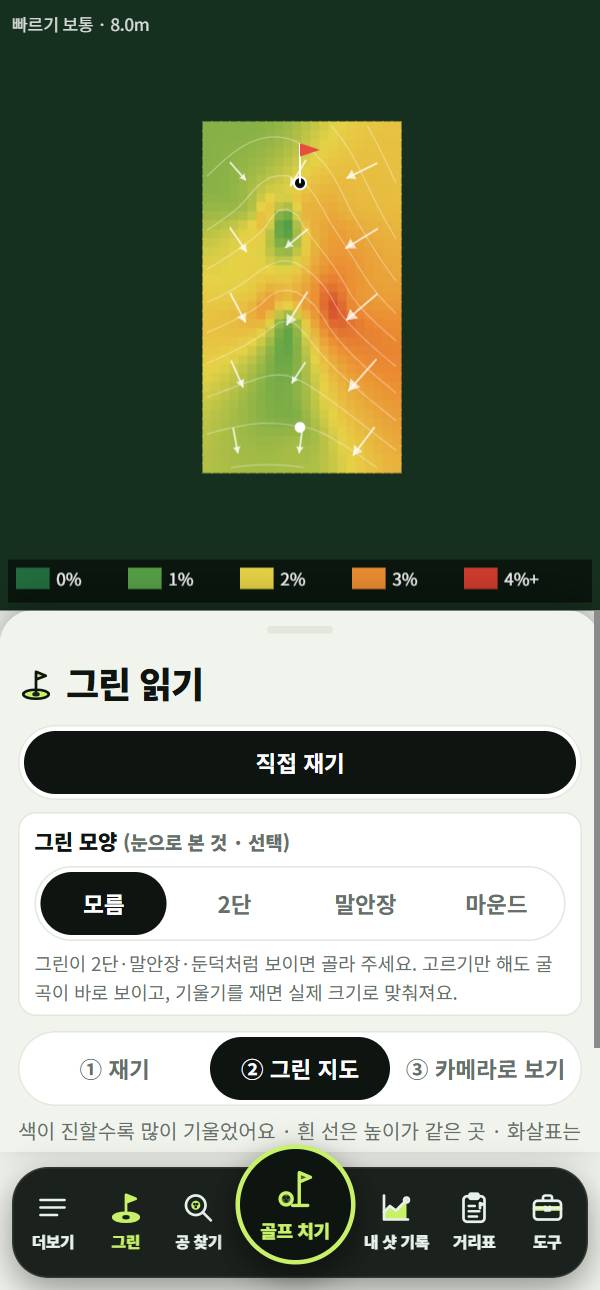 빠르기 보통 · 8.0m
0% 1% 2% 3% 4%+
그린 읽기
직접 재기
그린 모양 (눈으로 본 것 · 선택)
모름 2단 말안장 마운드
그린이 2단·말안장·둔덕처럼 보이면 골라 주세요. 고르기만 해도 굴
곡이 바로 보이고, 기울기를 재면 실제 크기로 맞춰져요.
① 재기 ② 그린 지도 ③ 카메라로 보기
색이 진할수록 많이 기울었어요 · 흰 선은 높이가 같은 곳 · 화살표는
더보기 그린 공 찾기 골프 치기 내 샷 기록 거리표 도구